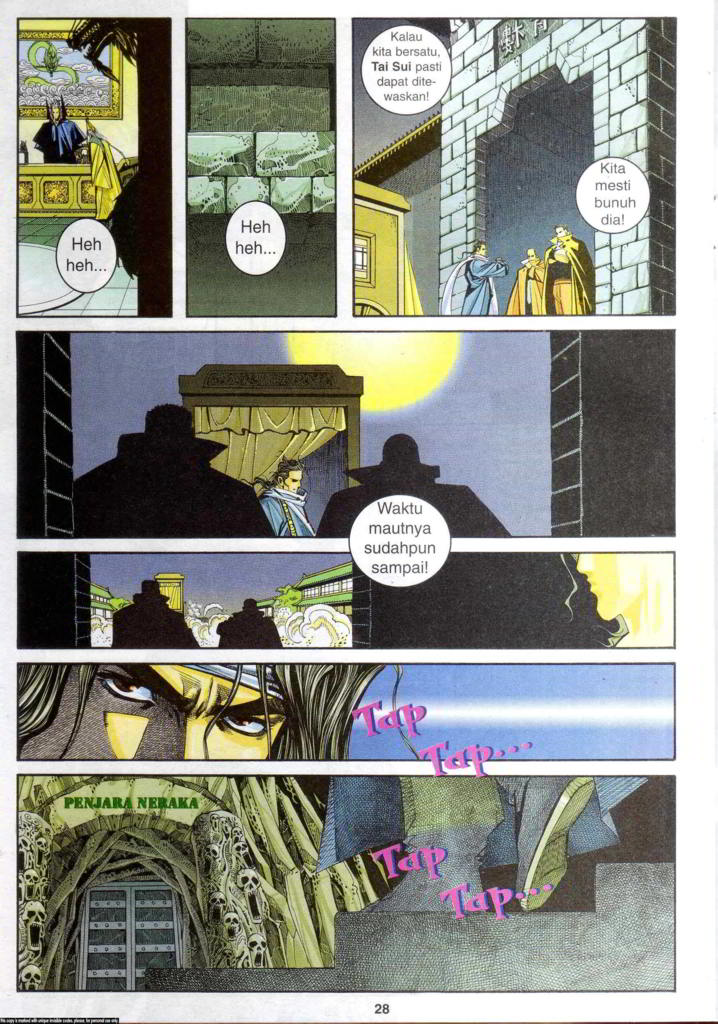 Heh
heh...
Heh
heh...
Kalau
kita bersatu,
Tai Sui pasti
dapat dite-
waskan!
Kita
mesti
bunuh
dia!
Waktu
mautnya
sudahpun
sampai!
Tap
Tap...
PENJARA NERAKA
Tap
Tap...
28